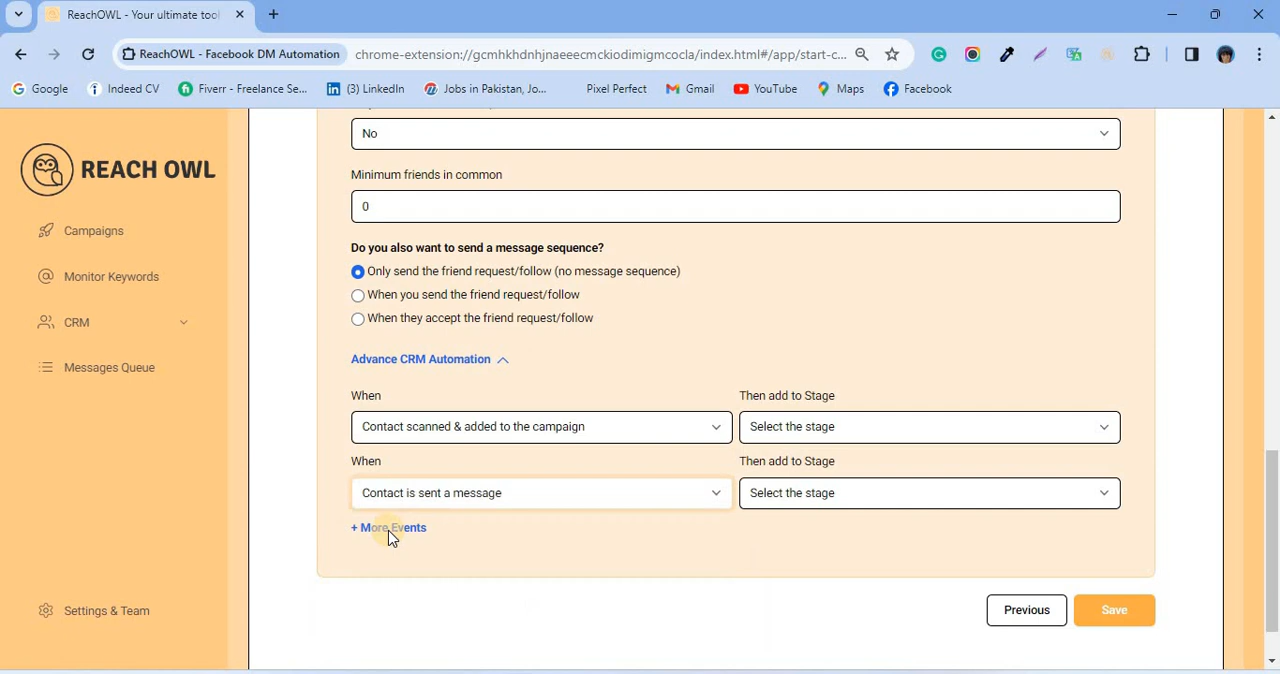 ReachOWL - Your ultimate tool
ReachOWL - Facebook DM Automation
chrome-extension://gcmhkhdnhjnaeeecmckiodimigmcocla/index.html#/app/start-c...
Google
Indeed CV
Fiverr - Freelance Se...
(3) LinkedIn
Jobs in Pakistan, Jo...
Pixel Perfect
Gmail
YouTube
Maps
Facebook
REACH OWL
Campaigns
Monitor Keywords
CRM
Messages Queue
Settings & Team
No
Minimum friends in common
0
Do you also want to send a message sequence?
Only send the friend request/follow (no message sequence)
When you send the friend request/follow
When they accept the friend request/follow
Advance CRM Automation
When
Then add to Stage
Contact scanned & added to the campaign
Select the stage
When
Then add to Stage
Contact is sent a message
Select the stage
+ More Events
Previous
Save